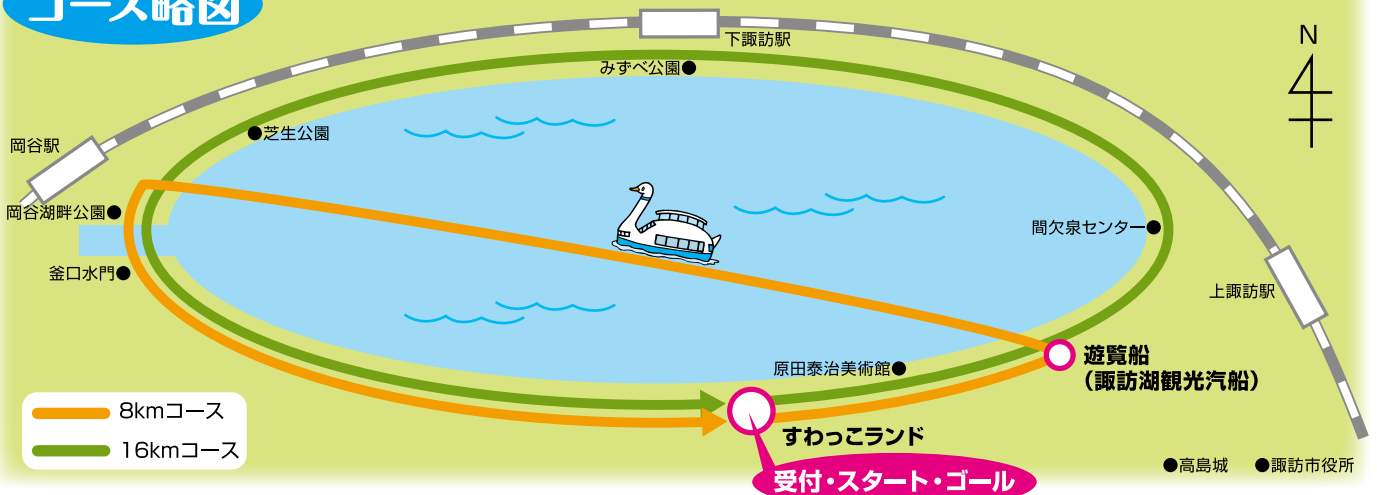 コース略図
N
下諏訪駅
みずべ公園
芝生公園
岡谷駅
岡谷湖畔公園
釜口水門
間欠泉センター
上諏訪駅
遊覧船
（諏訪湖観光汽船）
原田泰治美術館
8kmコース
16kmコース
すわっこランド
受付・スタート・ゴール
高島城
諏訪市役所